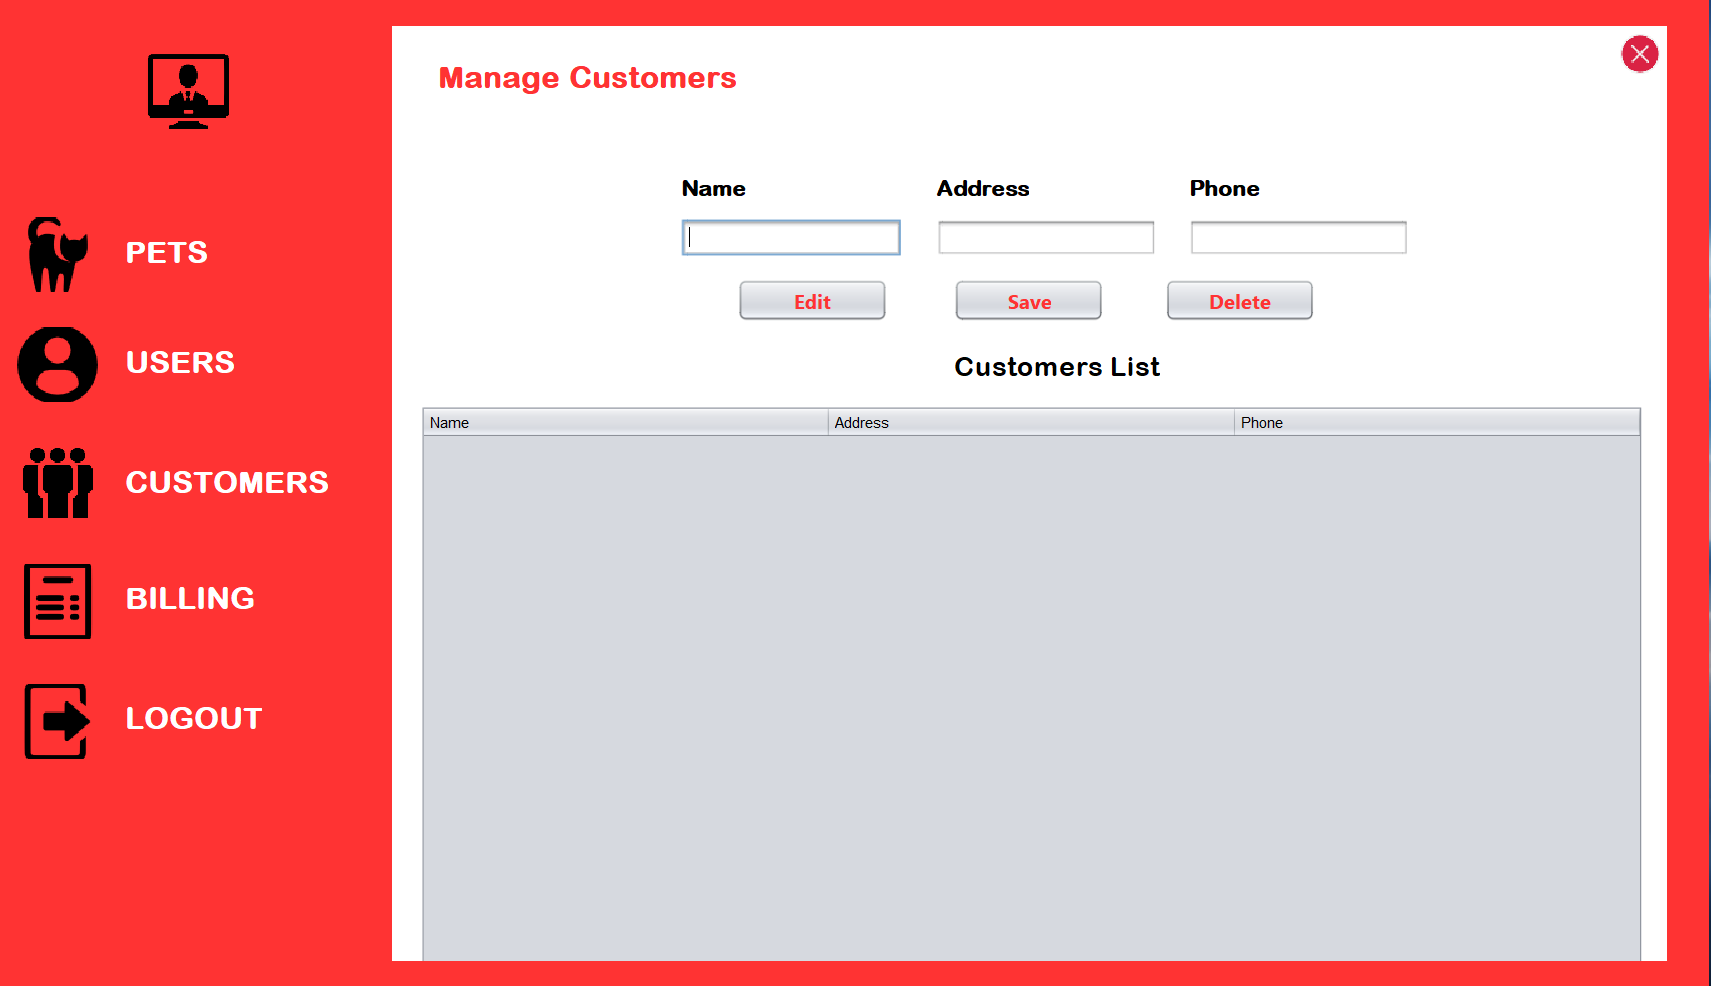 Manage Customers
Name Address Phone
Edit Save Delete
Customers List
Name Address Phone
PETS
USERS
CUSTOMERS
BILLING
LOGOUT